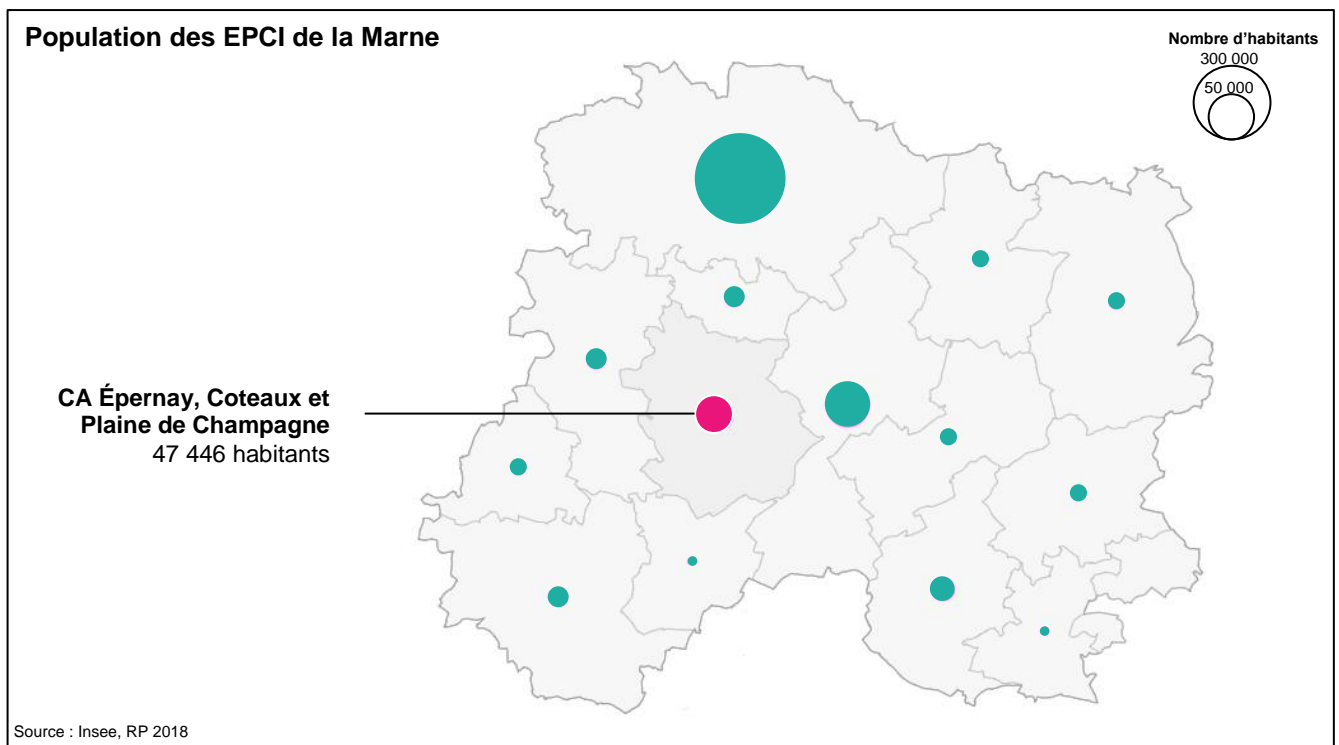 Population des EPCI de la Marne
Nombre d’habitants
300 000
50 000
CA Épernay, Coteaux et
Plaine de Champagne
47 446 habitants
Source : Insee, RP 2018